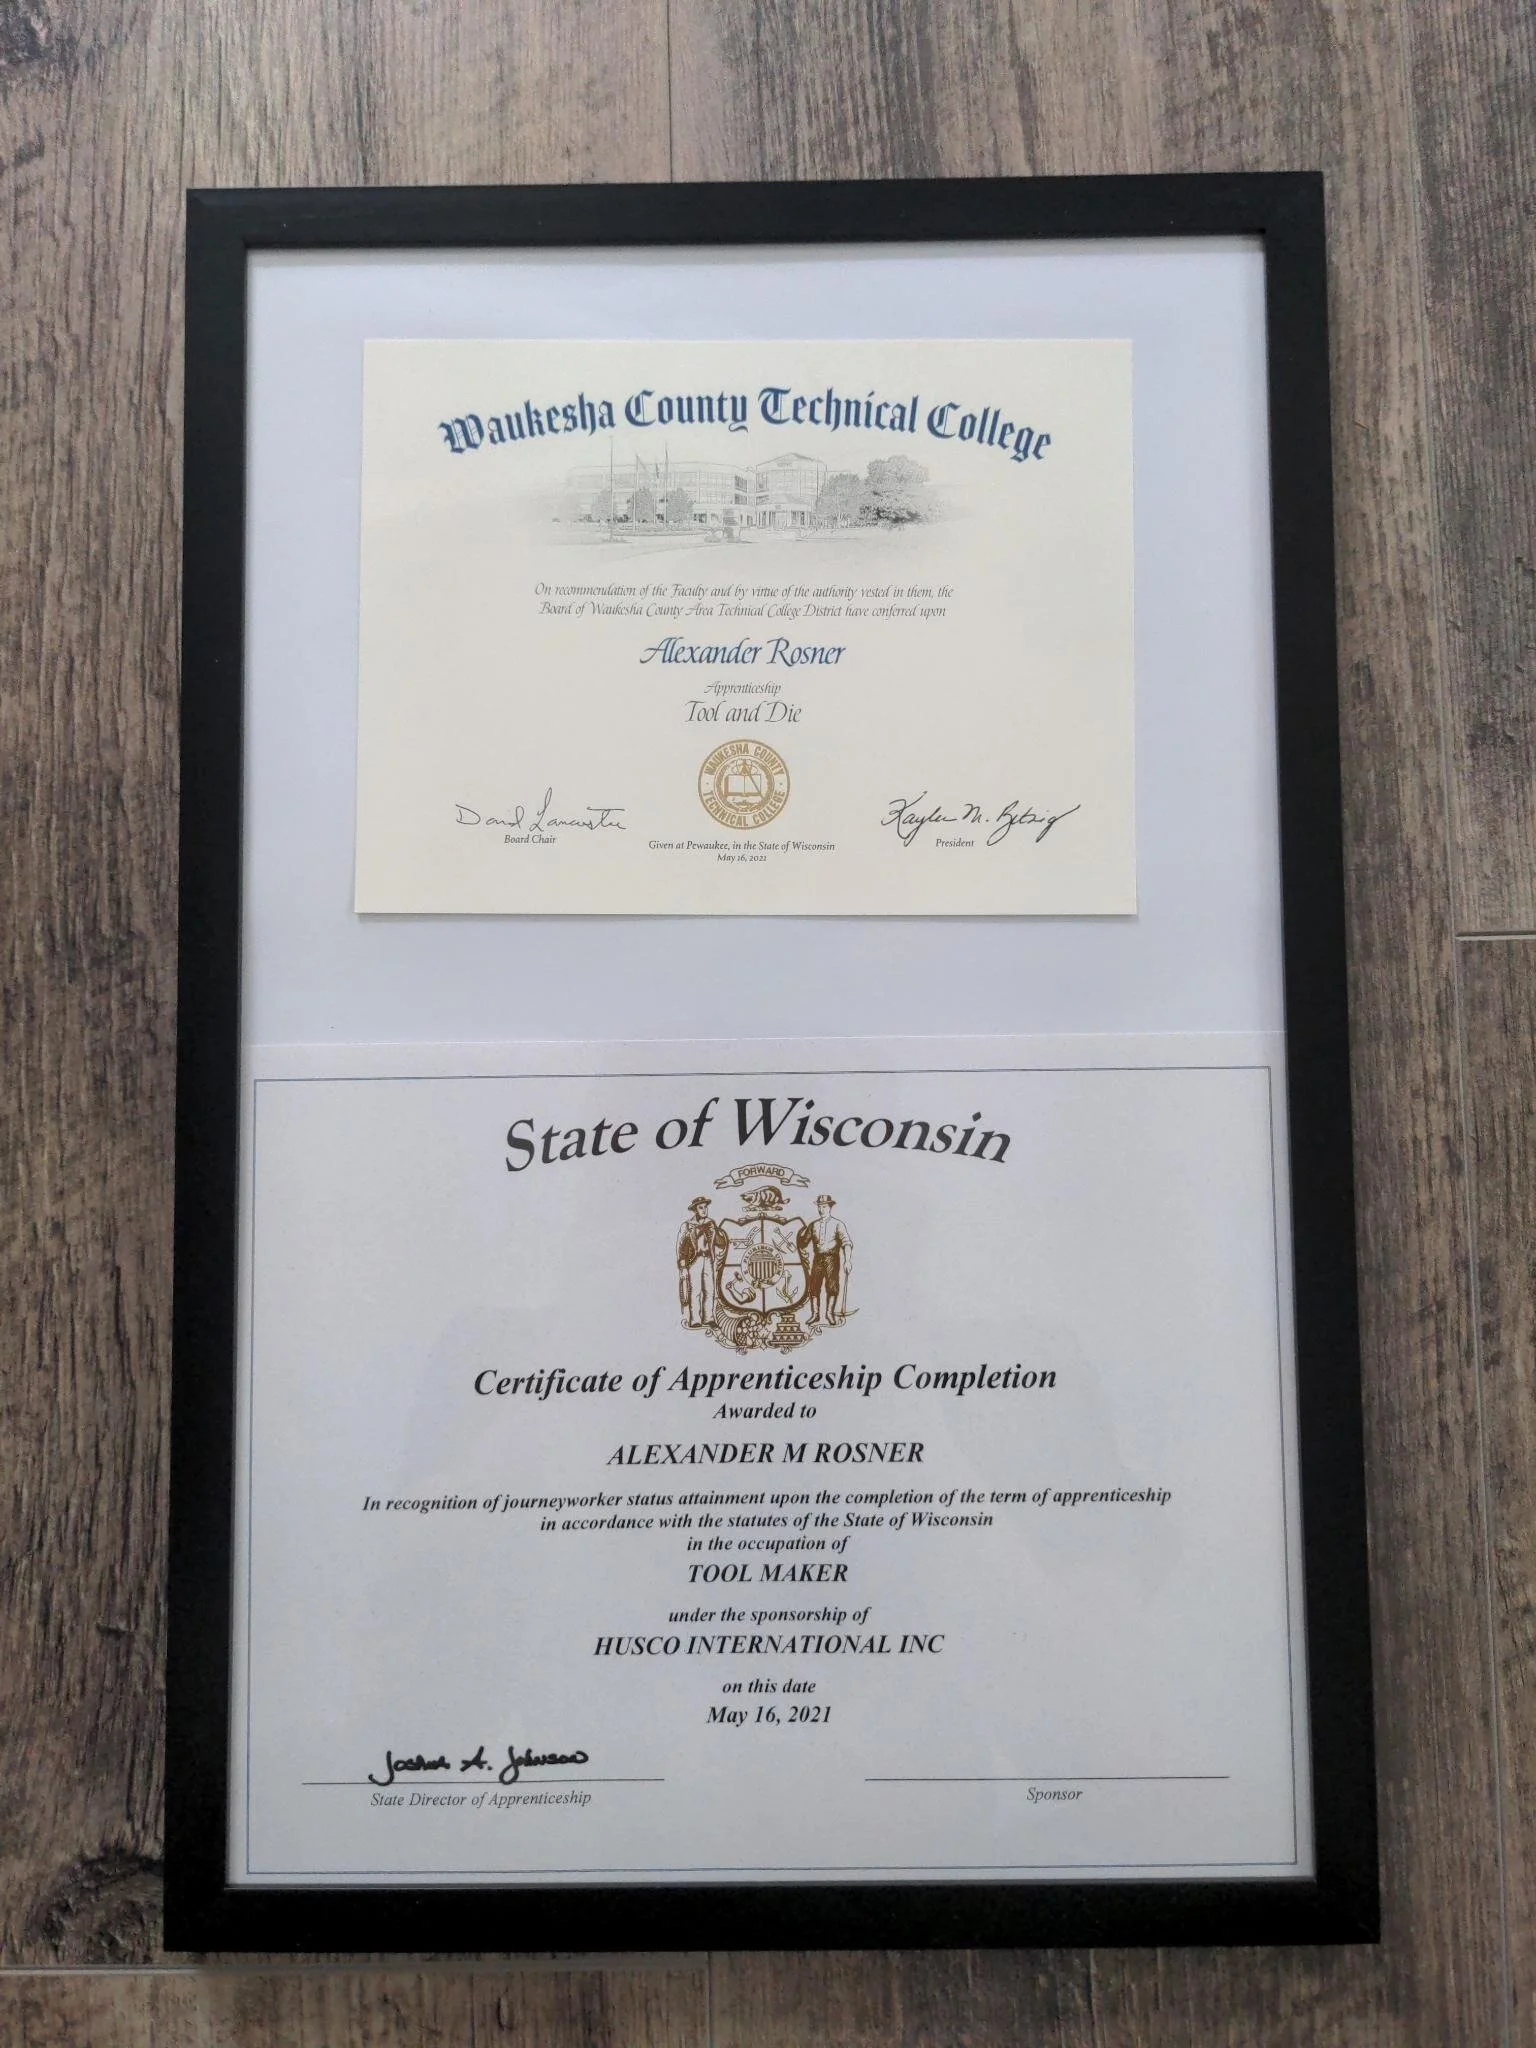 Waukesha County Technical College
On recommendation of the Faculty and by virtue of the authority vested in them, the
Board of Waukesha County Area Technical College District have conferred upon
Alexander Rosner
Apprenticeship
Tool and Die
WAUKESHA COUNTY
TECHNICAL COLLEGE
David Lancaster
Board Chair
Given at Pewaukee, in the State of Wisconsin
May 16, 2021
President
State of Wisconsin
FORWARD
Certificate of Apprenticeship Completion
Awarded to
ALEXANDER M ROSNER
In recognition of journeyworker status attainment upon the completion of the term of apprenticeship
in accordance with the statutes of the State of Wisconsin
in the occupation of
TOOL MAKER
under the sponsorship of
HUSCO INTERNATIONAL INC
on this date
May 16, 2021
Joshua A. Johnson
State Director of Apprenticeship
Sponsor